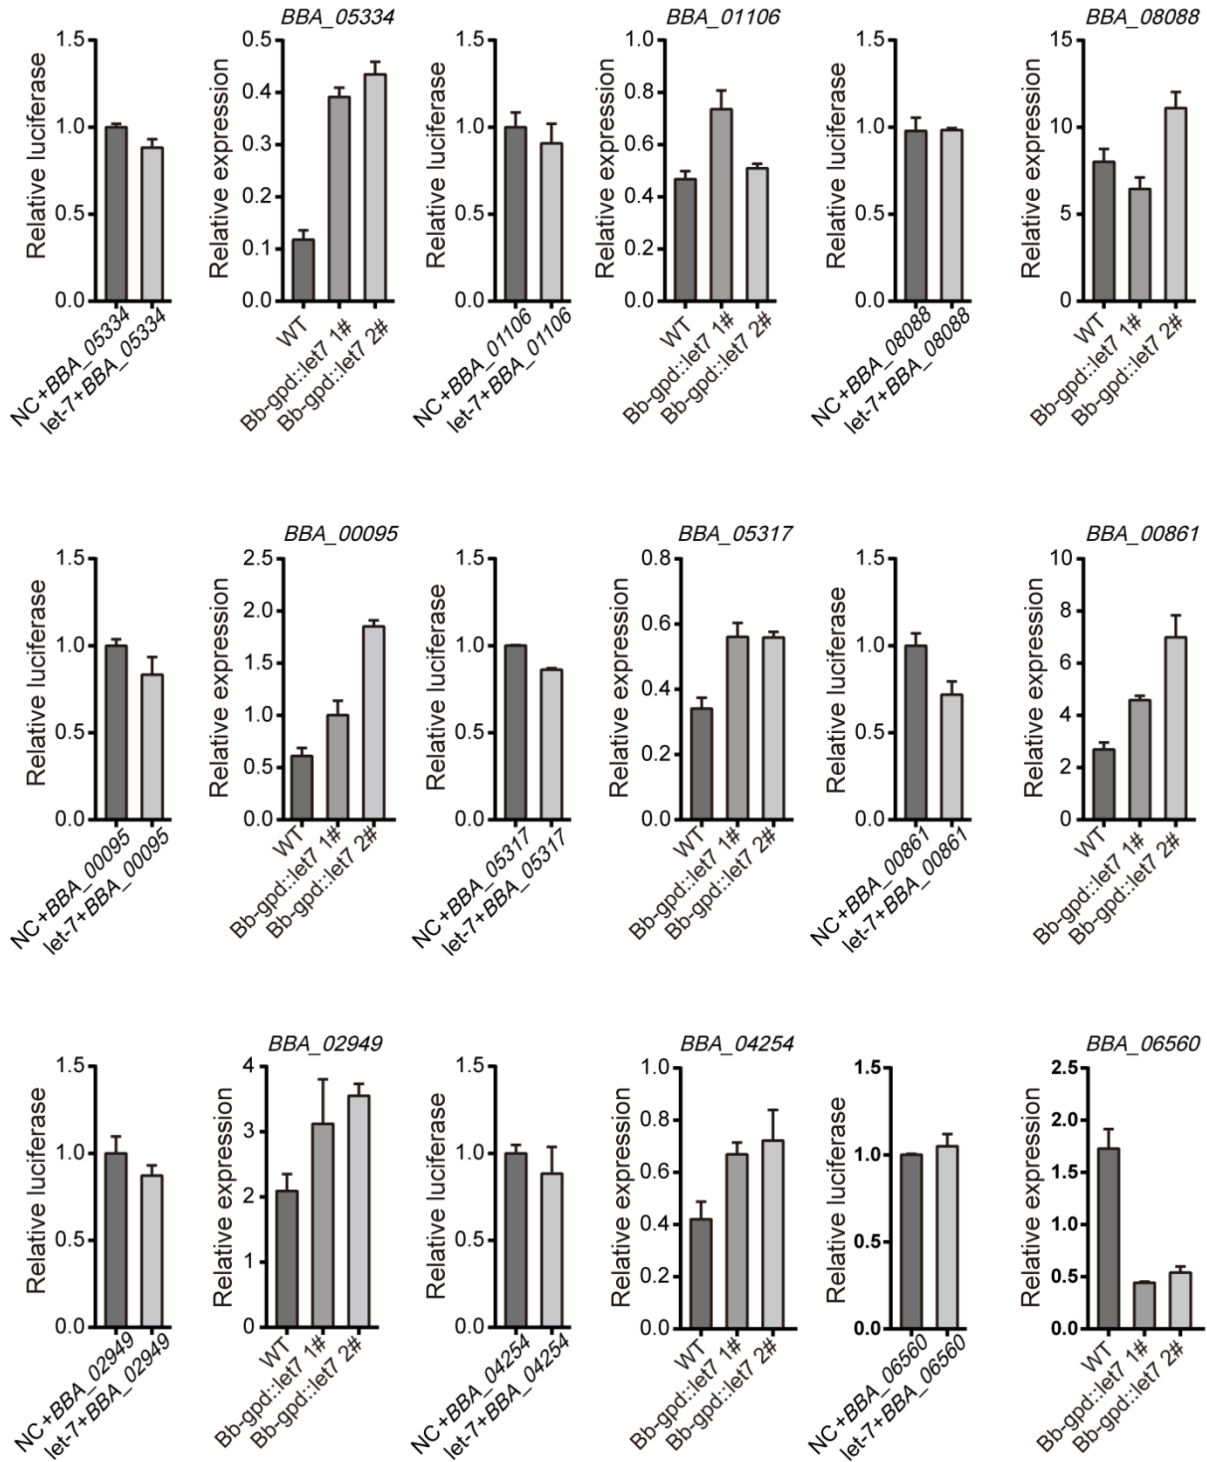 BBA_05334
BBA_01106
BBA_08088
Relative luciferase
1.5
1.0
0.5
0.0
NC+BBA_05334
let-7+BBA_05334
Relative expression
0.5
0.4
0.3
0.2
0.1
0.0
WT
Bb-gpd::let7 1#
Bb-gpd::let7 2#
Relative luciferase
1.5
1.0
0.5
0.0
NC+BBA_01106
let-7+BBA_01106
Relative expression
1.0
0.8
0.6
0.4
0.2
0.0
WT
Bb-gpd::let7 1#
Bb-gpd::let7 2#
Relative luciferase
1.5
1.0
0.5
0.0
NC+BBA_08088
let-7+BBA_08088
Relative expression
15
10
5
0
WT
Bb-gpd::let7 1#
Bb-gpd::let7 2#
BBA_00095
BBA_05317
BBA_00861
Relative luciferase
1.5
1.0
0.5
0.0
NC+BBA_00095
let-7+BBA_00095
Relative expression
2.5
2.0
1.5
1.0
0.5
0.0
WT
Bb-gpd::let7 1#
Bb-gpd::let7 2#
Relative luciferase
1.5
1.0
0.5
0.0
NC+BBA_05317
let-7+BBA_05317
Relative expression
0.8
0.6
0.4
0.2
0.0
WT
Bb-gpd::let7 1#
Bb-gpd::let7 2#
Relative luciferase
1.5
1.0
0.5
0.0
NC+BBA_00861
let-7+BBA_00861
Relative expression
10
8
6
4
2
0
WT
Bb-gpd::let7 1#
Bb-gpd::let7 2#
BBA_02949
BBA_04254
BBA_06560
Relative luciferase
1.5
1.0
0.5
0.0
NC+BBA_02949
let-7+BBA_02949
Relative expression
4
3
2
1
0
WT
Bb-gpd::let7 1#
Bb-gpd::let7 2#
Relative luciferase
1.5
1.0
0.5
0.0
NC+BBA_04254
let-7+BBA_04254
Relative expression
1.0
0.8
0.6
0.4
0.2
0.0
WT
Bb-gpd::let7 1#
Bb-gpd::let7 2#
Relative luciferase
1.5
1.0
0.5
0.0
NC+BBA_06560
let-7+BBA_06560
Relative expression
2.5
2.0
1.5
1.0
0.5
0.0
WT
Bb-gpd::let7 1#
Bb-gpd::let7 2#